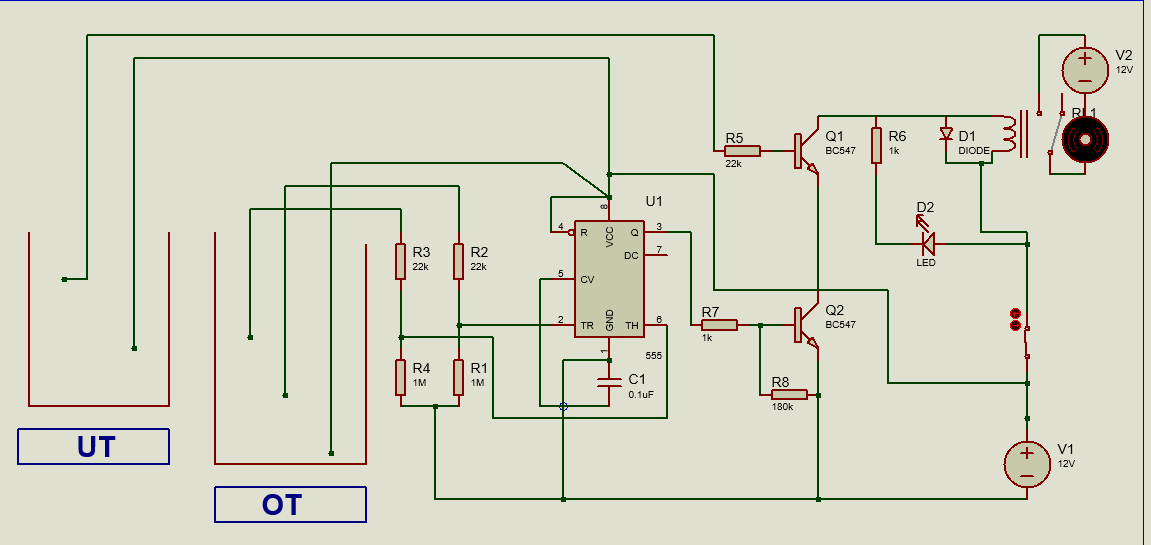 V2
12V
RL1
R5
22k
Q1
BC547
R6
1k
D1
DIODE
U1
R3
22k
R2
22k
4
R
8
VCC
Q
3
DC
7
5
CV
2
TR
GND
1
TH
6
555
D2
LED
R7
1k
Q2
BC547
R4
1M
R1
1M
C1
0.1uF
R8
180k
UT
OT
V1
12V